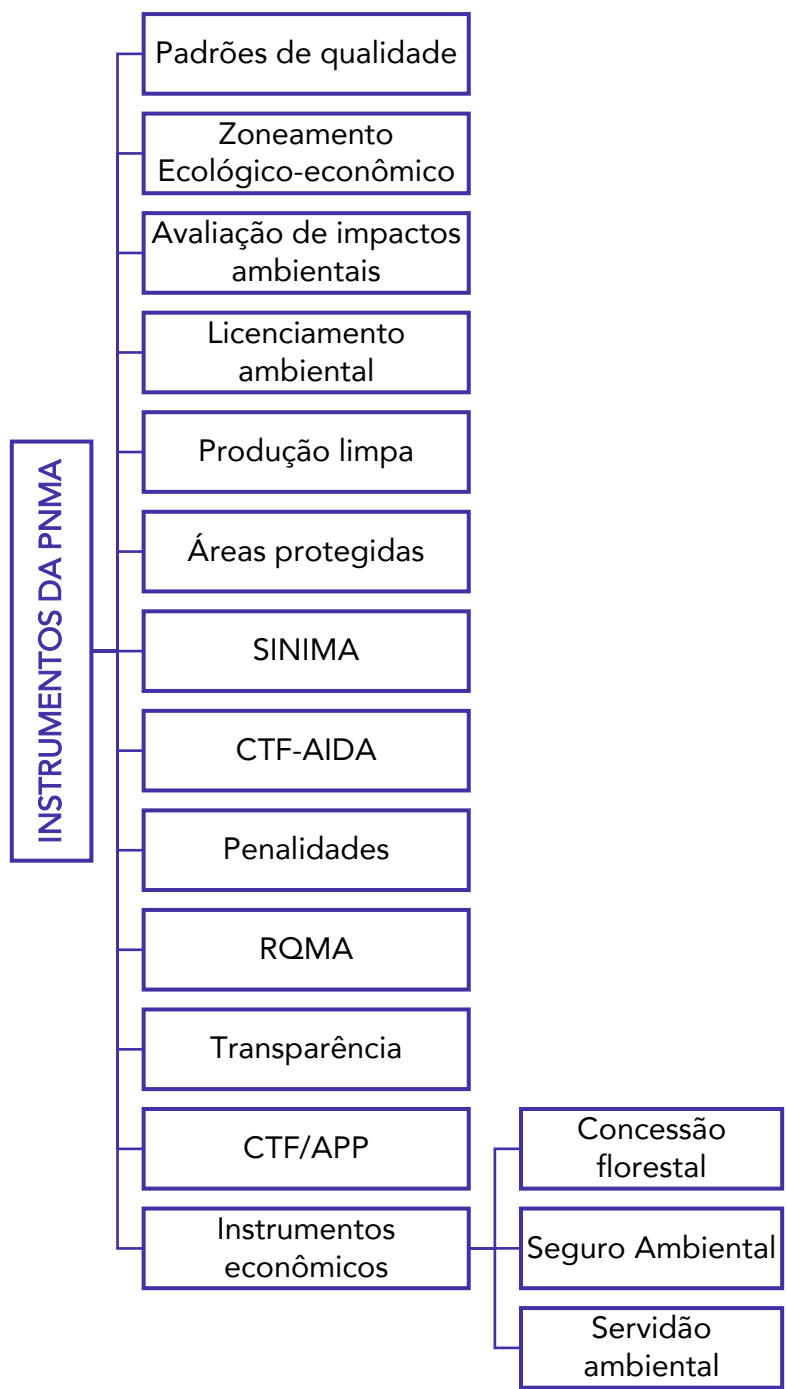 INSTRUMENTOS DA PNMA
Padrões de qualidade
Zoneamento
Ecológico-econômico
Avaliação de impactos
ambientais
Licenciamento
ambiental
Produção limpa
Áreas protegidas
SINIMA
CTF-AIDA
Penalidades
RQMA
Transparência
CTF/APP
Instrumentos
econômicos
Concessão
florestal
Seguro Ambiental
Servidão
ambiental